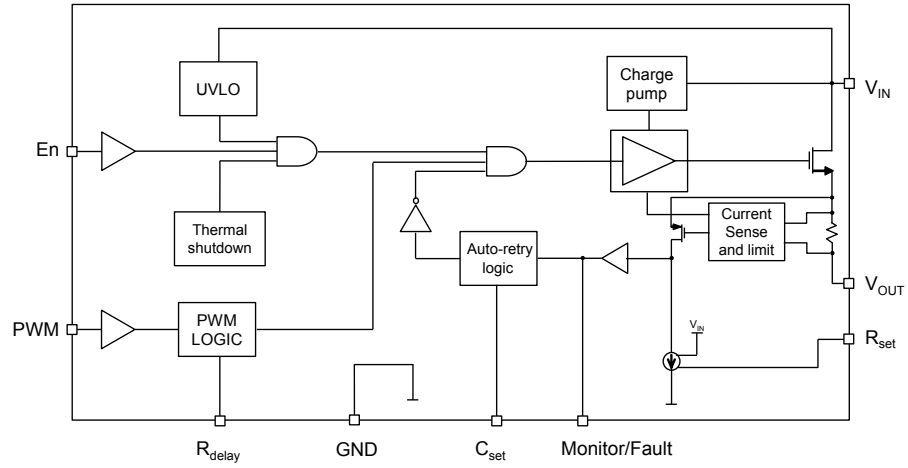 UVLO
Charge
pump
V_IN
En
Thermal
shutdown
Current
Sense
and limit
Auto-retry
logic
V_OUT
PWM
PWM
LOGIC
V_IN
R_set
R_delay
GND
C_set
Monitor/Fault